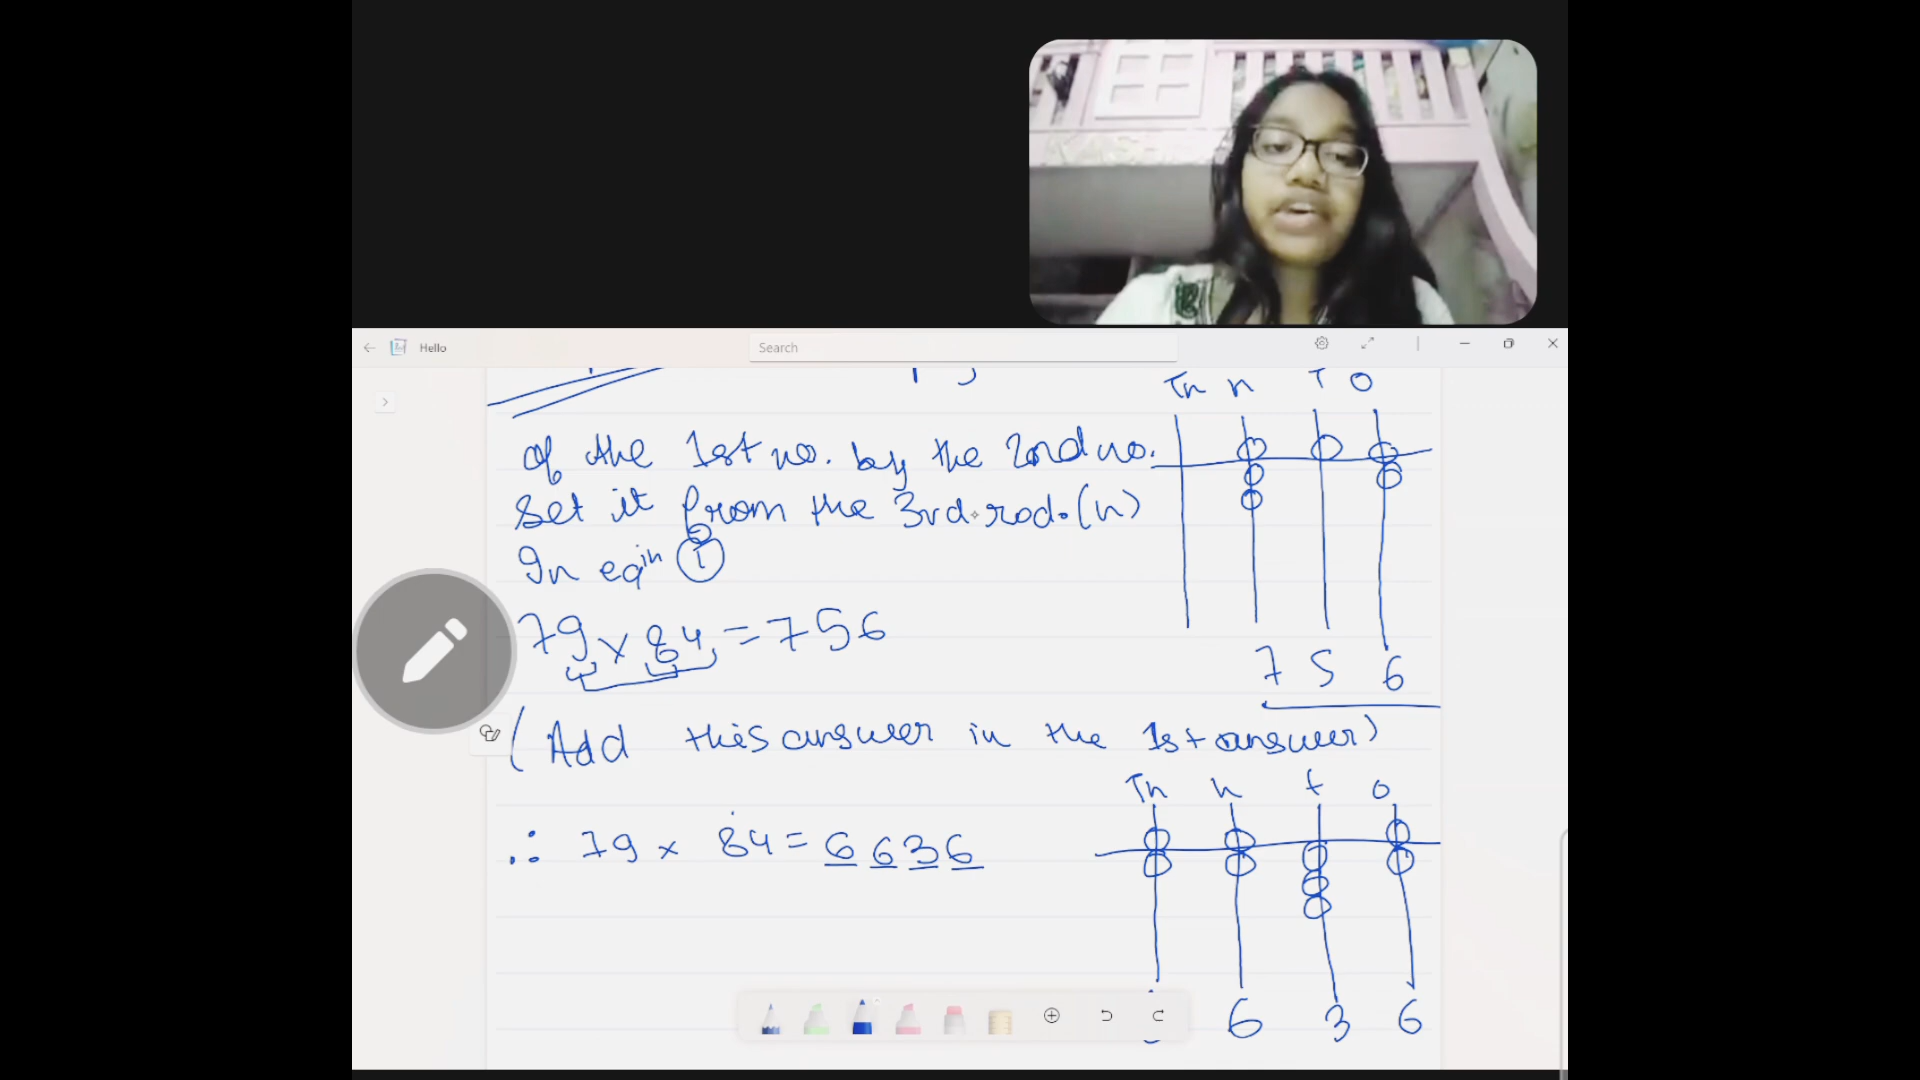 Hello
Search
Th h T O
of the 1st no. by the 2nd no.
Set it from the 3rd. rod. (h)
In eqin 1
79 x 84 = 756
7 5 6
(Add this answer in the 1st answer)
Th h t o
∴ 79 x 84 = 6636
6 3 6